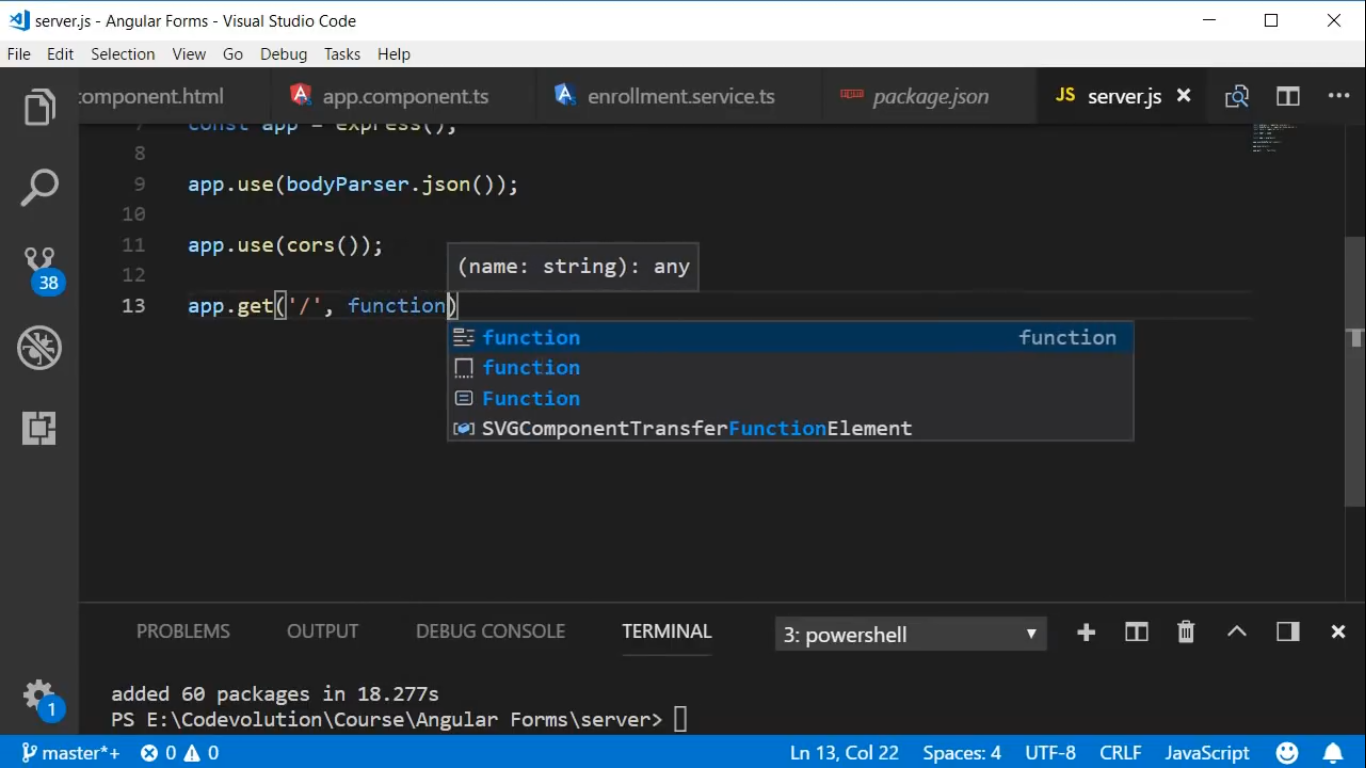 server.js - Angular Forms - Visual Studio Code
File Edit Selection View Go Debug Tasks Help
component.html app.component.ts enrollment.service.ts package.json JS server.js
7 const app = express();
8
9 app.use(bodyParser.json());
10
11 app.use(cors());
12
(name: string): any
13 app.get('/', function)
function function
function
Function
SVGComponentTransferFunctionElement
38
PROBLEMS OUTPUT DEBUG CONSOLE TERMINAL 3: powershell
added 60 packages in 18.277s
PS E:\Codevolution\Course\Angular Forms\server>
1
master*+ 0 0 Ln 13, Col 22 Spaces: 4 UTF-8 CRLF JavaScript